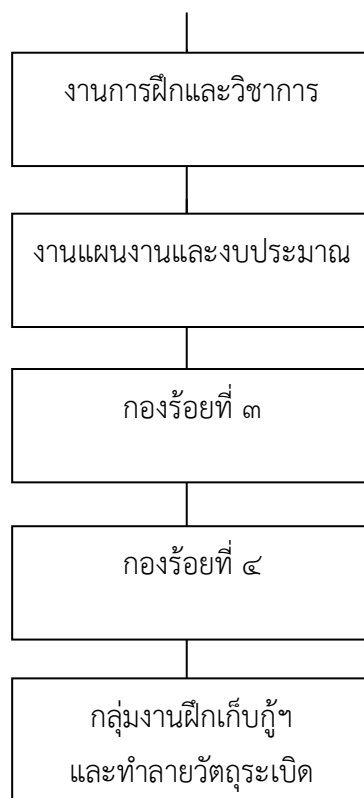 งานการฝึกและวิชาการ
งานแผนงานและงบประมาณ
กองร้อยที่ ๓
กองร้อยที่ ๔
กลุ่มงานฝึกเก็บกู้ฯ
และทำลายวัตถุระเบิด